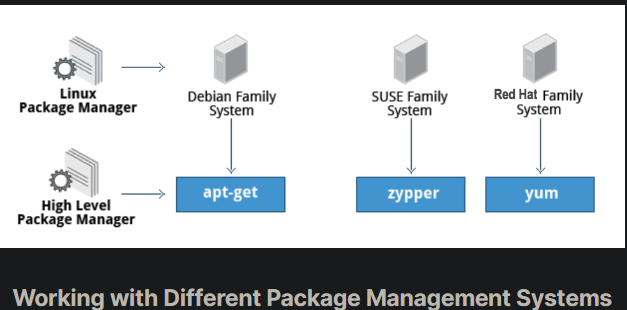 Linux
Package Manager
Debian Family
System
SUSE Family
System
Red Hat Family
System
High Level
Package Manager
apt-get
zypper
yum
Working with Different Package Management Systems